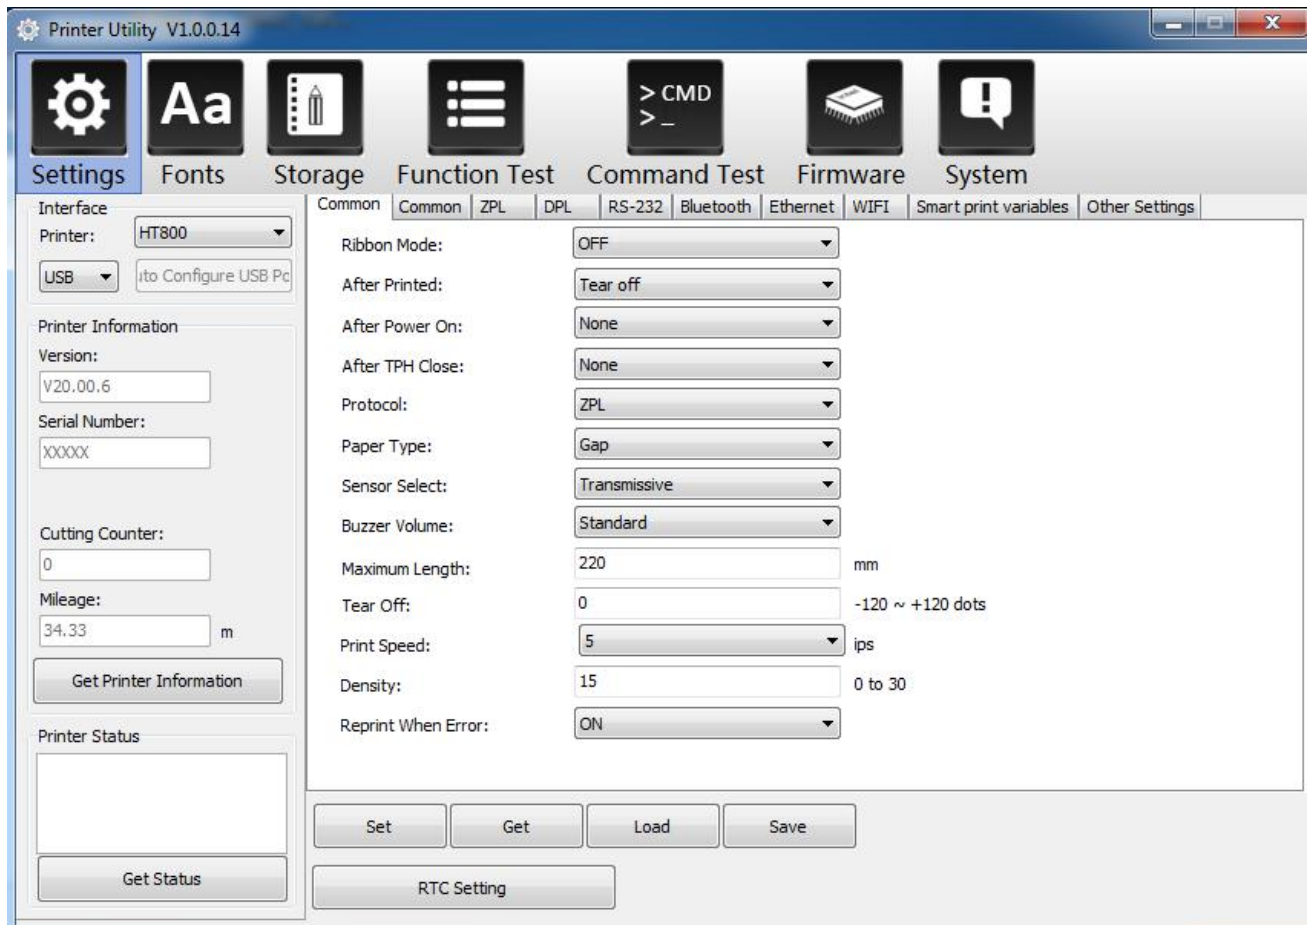 Printer Utility V1.0.0.14
Aa
> CMD
> _
Settings Fonts Storage Function Test Command Test Firmware System
Interface
Printer: HT800
USB
uto Configure USB Po
Printer Information
Version:
V20.00.6
Serial Number:
XXXXX
Cutting Counter:
0
Mileage:
34.33 m
Get Printer Information
Printer Status
Get Status
Common Common ZPL DPL RS-232 Bluetooth Ethernet WIFI Smart print variables Other Settings
Ribbon Mode: OFF
After Printed: Tear off
After Power On: None
After TPH Close: None
Protocol: ZPL
Paper Type: Gap
Sensor Select: Transmissive
Buzzer Volume: Standard
Maximum Length: 220 mm
Tear Off: 0 -120 ~ +120 dots
Print Speed: 5 ips
Density: 15 0 to 30
Reprint When Error: ON
Set Get Load Save
RTC Setting